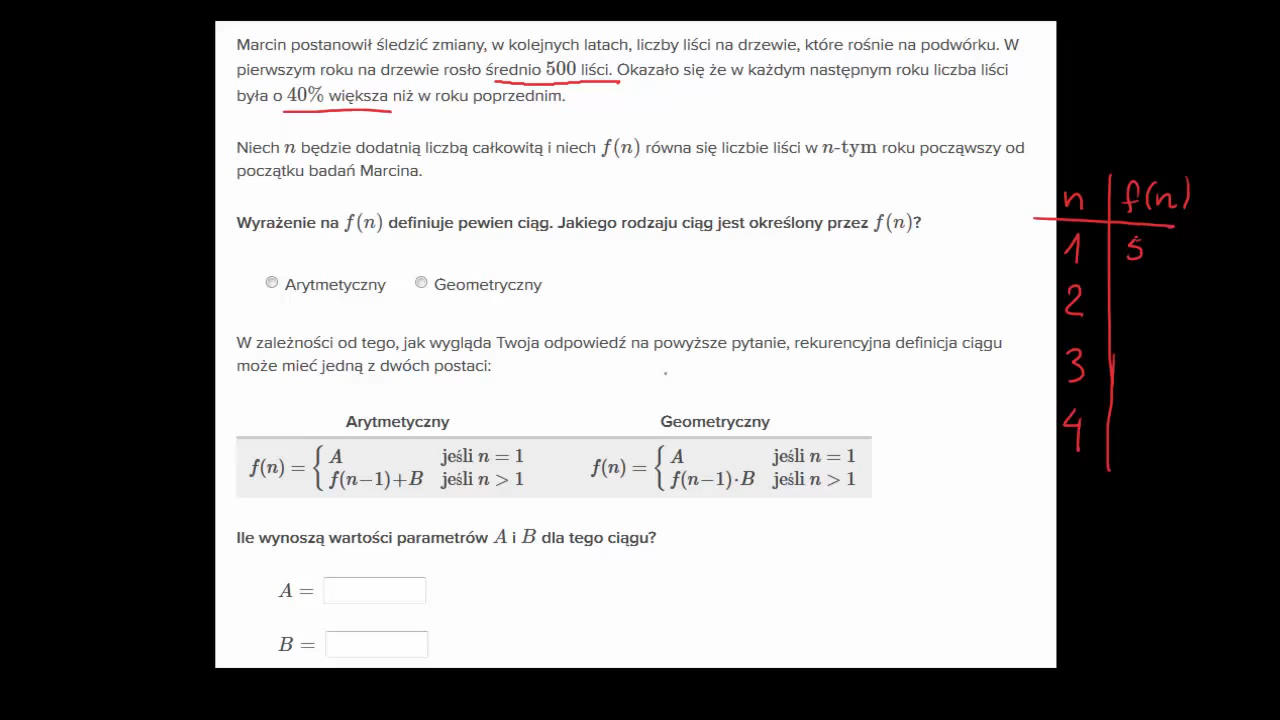 Marcin postanowił śledzić zmiany, w kolejnych latach, liczby liści na drzewie, które rośnie na podwórku. W
pierwszym roku na drzewie rosło średnio 500 liści. Okazało się że w każdym następnym roku liczba liści
była o 40% większa niż w roku poprzednim.
Niech n będzie dodatnią liczbą całkowitą i niech f(n) równa się liczbie liści w n-tym roku począwszy od
początku badań Marcina.
Wyrażenie na f(n) definiuje pewien ciąg. Jakiego rodzaju ciąg jest określony przez f(n)?
Arytmetyczny Geometryczny
W zależności od tego, jak wygląda Twoja odpowiedź na powyższe pytanie, rekurencyjna definicja ciągu
może mieć jedną z dwóch postaci:
Arytmetyczny Geometryczny
f(n) = { A jeśli n = 1
f(n−1)+B jeśli n > 1
f(n) = { A jeśli n = 1
f(n−1)·B jeśli n > 1
Ile wynoszą wartości parametrów A i B dla tego ciągu?
A =
B =
n f(n)
1 5
2
3
4